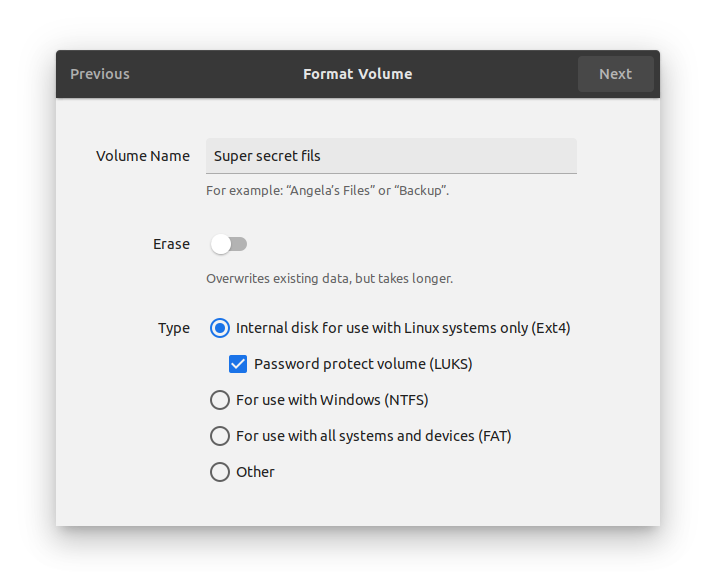 Previous
Format Volume
Next
Volume Name
Super secret fils
For example: “Angela’s Files” or “Backup”.
Erase
Overwrites existing data, but takes longer.
Type
Internal disk for use with Linux systems only (Ext4)
Password protect volume (LUKS)
For use with Windows (NTFS)
For use with all systems and devices (FAT)
Other